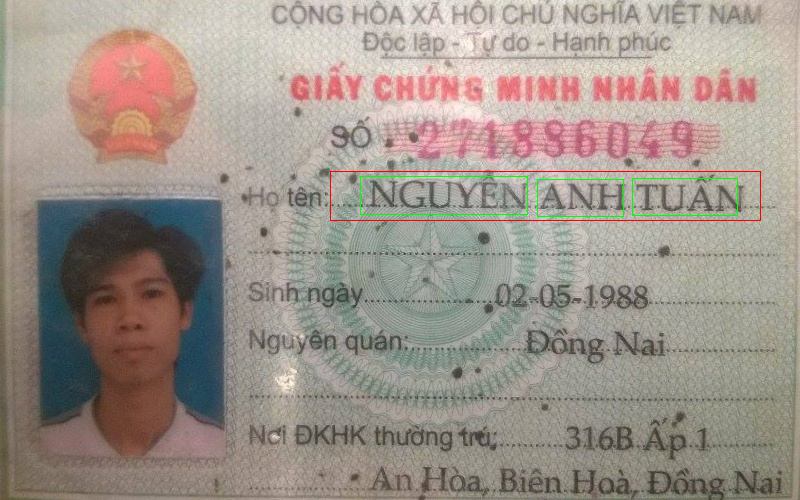 CỘNG HÒA XÃ HỘI CHỦ NGHĨA VIỆT NAM
Độc lập - Tự do - Hạnh phúc
GIẤY CHỨNG MINH NHÂN DÂN
SỐ 271886049
Họ tên: NGUYỄN ANH TUẤN
Sinh ngày 02-05-1988
Nguyên quán: Đồng Nai
Nơi ĐKHK thường trú: 316B Ấp 1
An Hòa, Biên Hoà, Đồng Nai